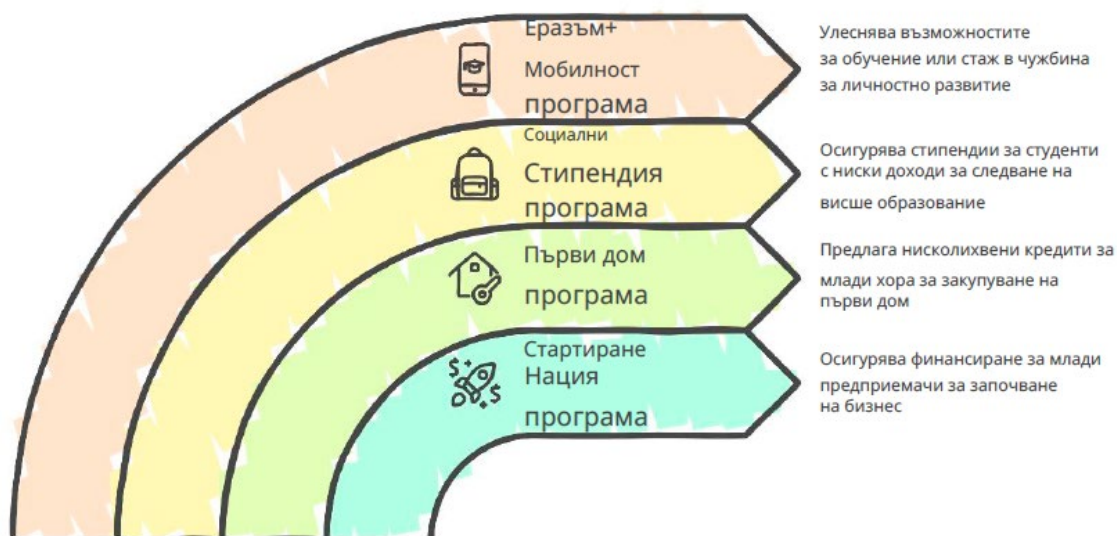 Еразъм+
Мобилност
програма
Улеснява възможностите
за обучение или стаж в чужбина
за личностно развитие
Социални
Стипендия
програма
Осигурява стипендии за студенти
с ниски доходи за следване на
висше образование
Първи дом
програма
Предлага нисколихвени кредити за
млади хора за закупуване на
първи дом
Стартиране
Нация
програма
Осигурява финансиране за млади
предприемачи за започване
на бизнес